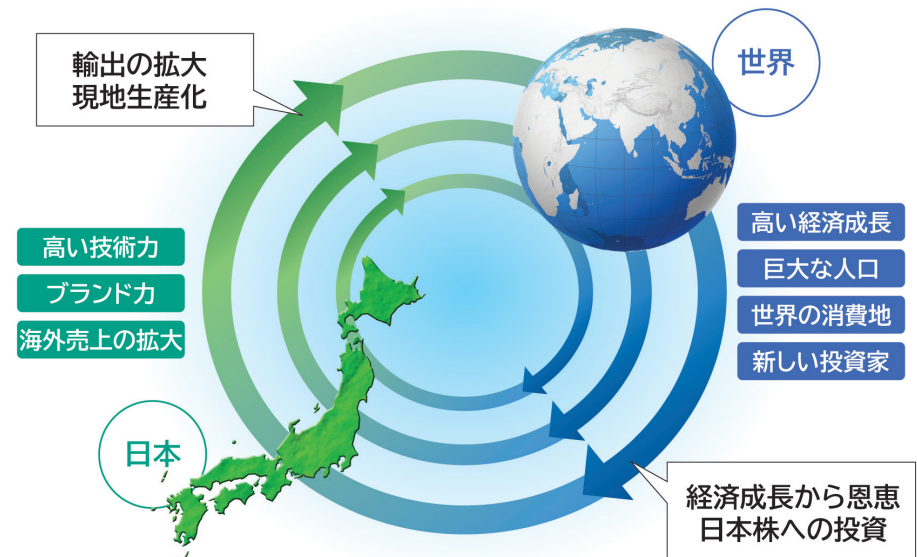 輸出の拡大
現地生産化
世界
高い技術力
ブランド力
海外売上の拡大
高い経済成長
巨大な人口
世界の消費地
新しい投資家
日本
経済成長から恩恵
日本株への投資